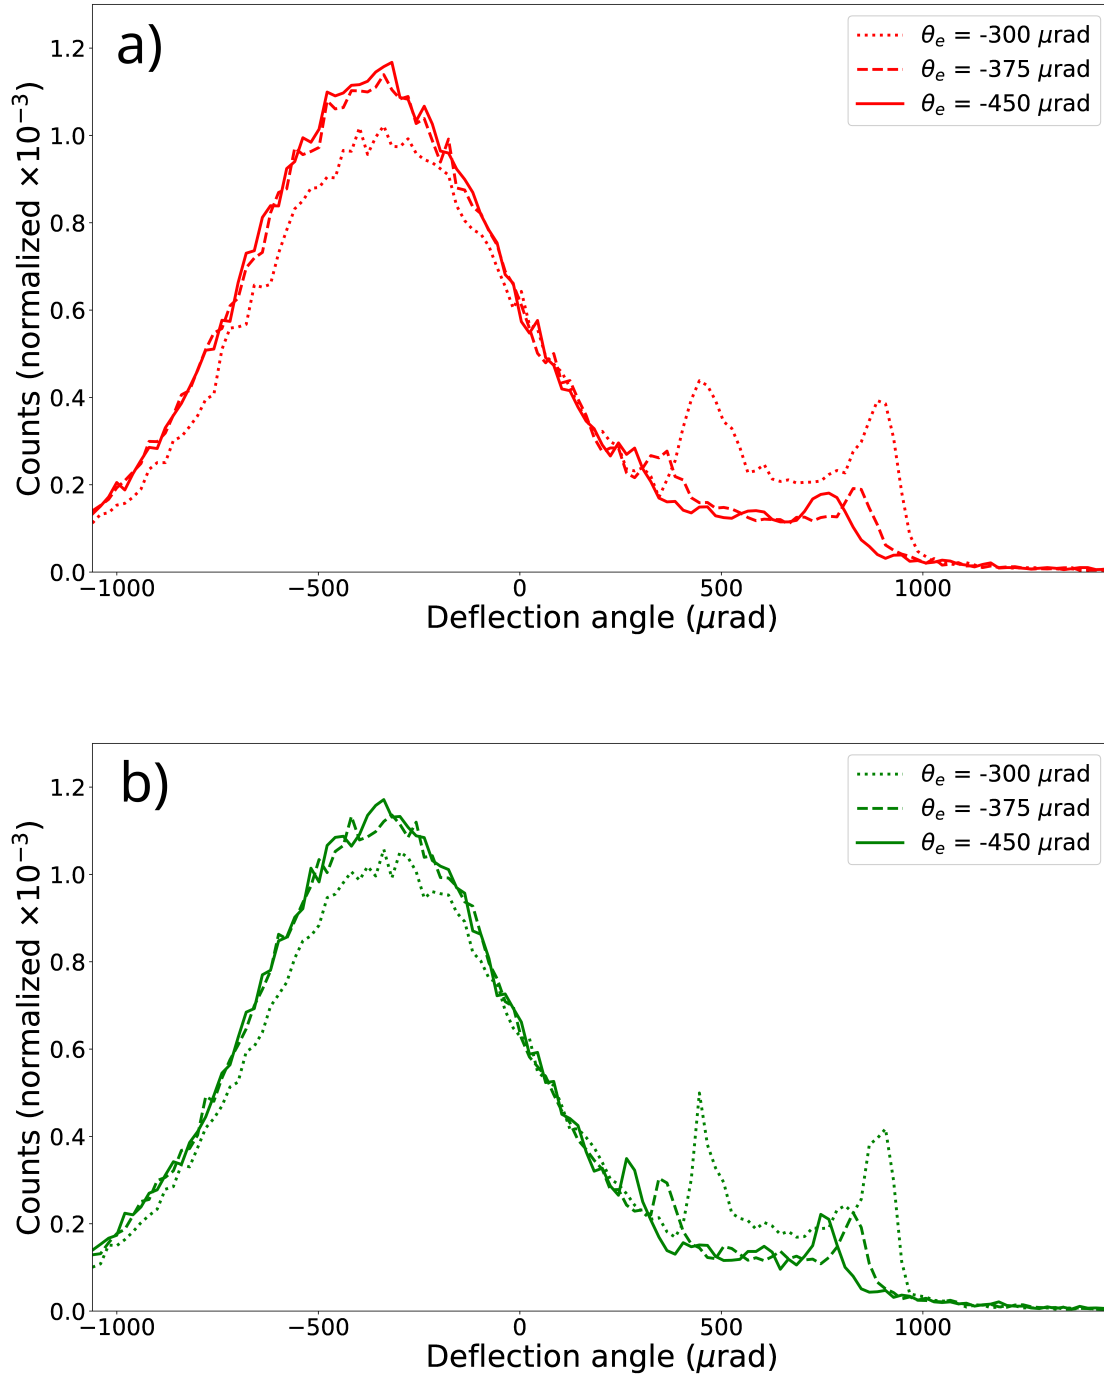 a)
θe = -300 μrad
θe = -375 μrad
θe = -450 μrad
Counts (normalized ×10−3)
1.2
1.0
0.8
0.6
0.4
0.2
0.0
−1000
−500
0
500
1000
Deflection angle (μrad)
b)
θe = -300 μrad
θe = -375 μrad
θe = -450 μrad
Counts (normalized ×10−3)
1.2
1.0
0.8
0.6
0.4
0.2
0.0
−1000
−500
0
500
1000
Deflection angle (μrad)